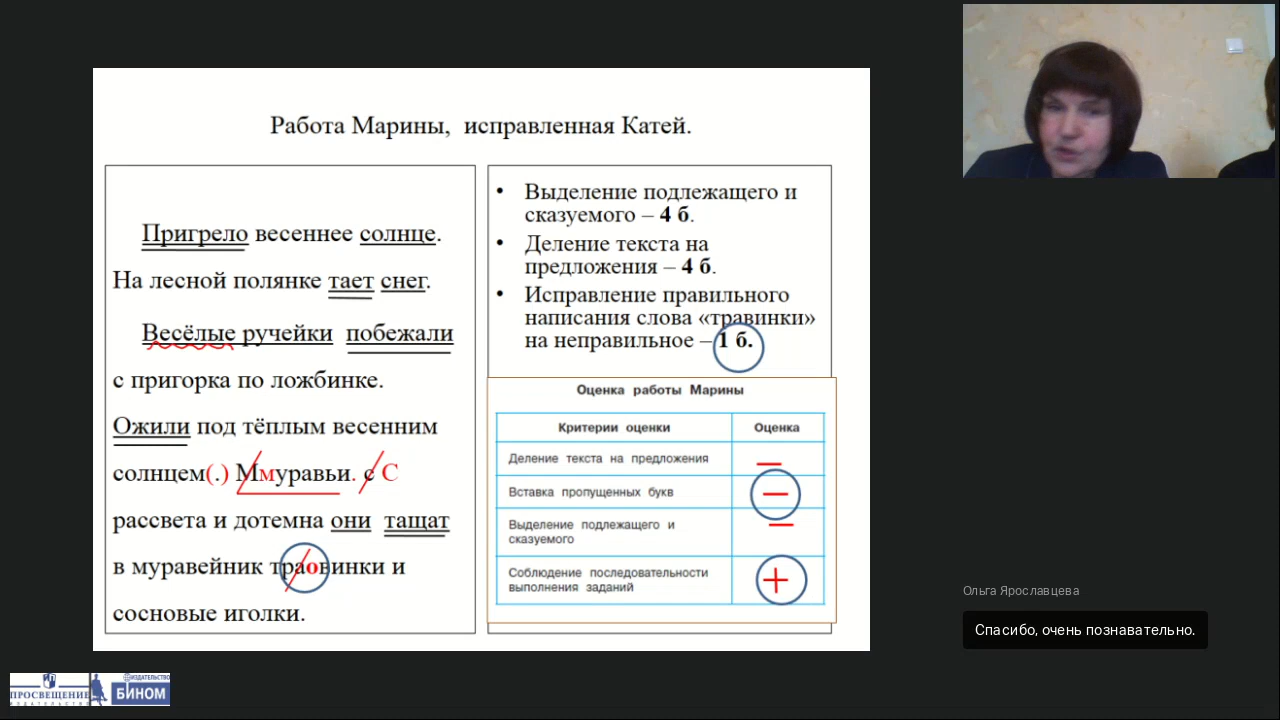 Работа Марины, исправленная Катей.
Пригрело весеннее солнце.
На лесной полянке тает снег.
Весёлые ручейки побежали
с пригорка по ложбинке.
Ожили под тёплым весенним
солнцем(.) Ммуравьи. с С
рассвета и дотемна они тащат
в муравейник траовинки и
сосновые иголки.
• Выделение подлежащего и
сказуемого – 4 б.
• Деление текста на
предложения – 4 б.
• Исправление правильного
написания слова «травинки»
на неправильное – 1 б.
Оценка работы Марины
Критерии оценки Оценка
Деление текста на предложения —
Вставка пропущенных букв —
Выделение подлежащего и —
сказуемого
Соблюдение последовательности +
выполнения заданий
Ольга Ярославцева
Спасибо, очень познавательно.
ПРОСВЕЩЕНИЕ
ИЗДАТЕЛЬСТВО
ИЗДАТЕЛЬСТВО
БИНОМ